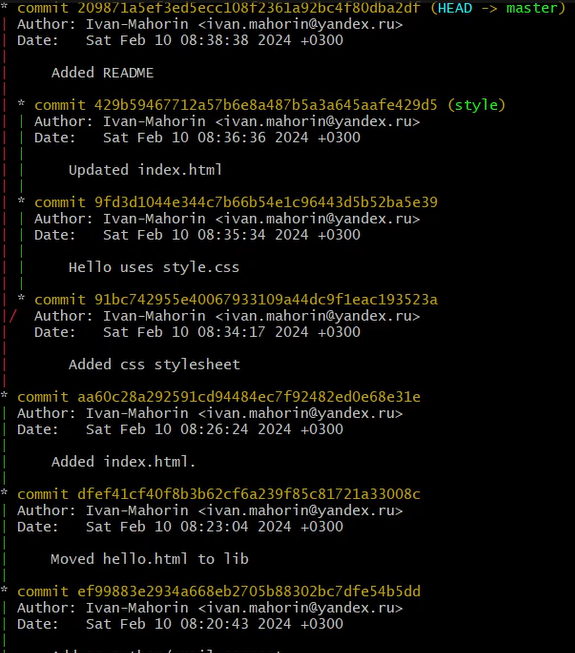 * commit 209871a5ef3ed5ecc108f2361a92bc4f80dba2df (HEAD -> master)
| Author: Ivan-Mahorin <ivan.mahorin@yandex.ru>
| Date:   Sat Feb 10 08:38:38 2024 +0300
|
|     Added README
|
| * commit 429b59467712a57b6e8a487b5a3a645aafe429d5 (style)
| | Author: Ivan-Mahorin <ivan.mahorin@yandex.ru>
| | Date:   Sat Feb 10 08:36:36 2024 +0300
| |
| |     Updated index.html
| |
| * commit 9fd3d1044e344c7b66b54e1c96443d5b52ba5e39
| | Author: Ivan-Mahorin <ivan.mahorin@yandex.ru>
| | Date:   Sat Feb 10 08:35:34 2024 +0300
| |
| |     Hello uses style.css
| |
| * commit 91bc742955e40067933109a44dc9f1eac193523a
|/  Author: Ivan-Mahorin <ivan.mahorin@yandex.ru>
|   Date:   Sat Feb 10 08:34:17 2024 +0300
|
|       Added css stylesheet
|
* commit aa60c28a292591cd94484ec7f92482ed0e68e31e
| Author: Ivan-Mahorin <ivan.mahorin@yandex.ru>
| Date:   Sat Feb 10 08:26:24 2024 +0300
|
|     Added index.html.
|
* commit dfef41cf40f8b3b62cf6a239f85c81721a33008c
| Author: Ivan-Mahorin <ivan.mahorin@yandex.ru>
| Date:   Sat Feb 10 08:23:04 2024 +0300
|
|     Moved hello.html to lib
|
* commit ef99883e2934a668eb2705b88302bc7dfe54b5dd
| Author: Ivan-Mahorin <ivan.mahorin@yandex.ru>
| Date:   Sat Feb 10 08:20:43 2024 +0300
|